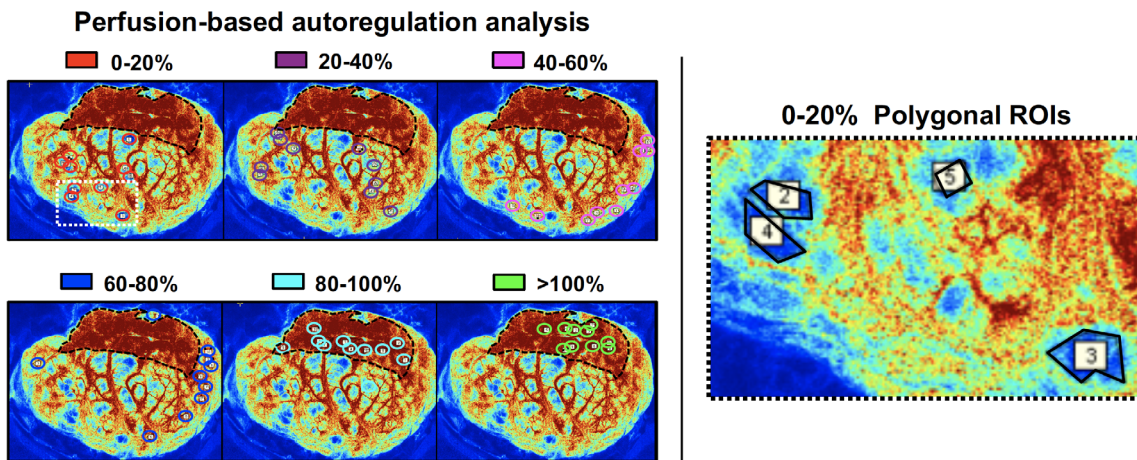 Perfusion-based autoregulation analysis
0-20% 20-40% 40-60%
60-80% 80-100% >100%
0-20% Polygonal ROIs
5
2
4
3